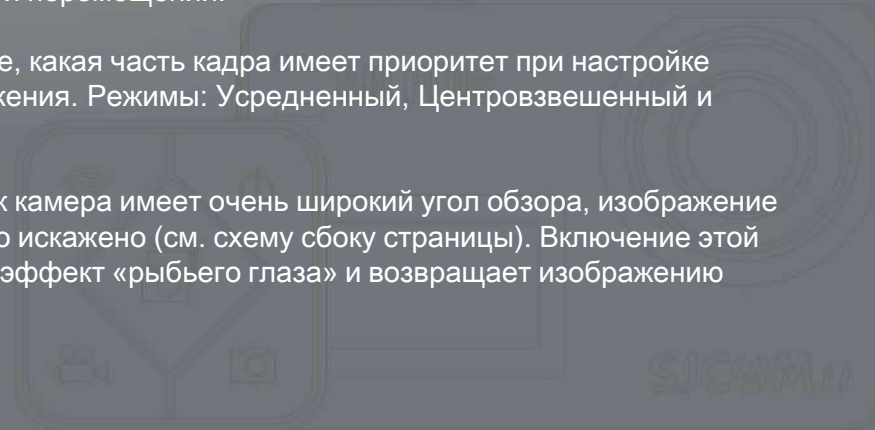 е, какая часть кадра имеет приоритет при настройке
жения. Режимы: Усредненный, Центровзвешенный и
к камера имеет очень широкий угол обзора, изображение
о искажено (см. схему сбоку страницы). Включение этой
эффект «рыбьего глаза» и возвращает изображению
SJCAM